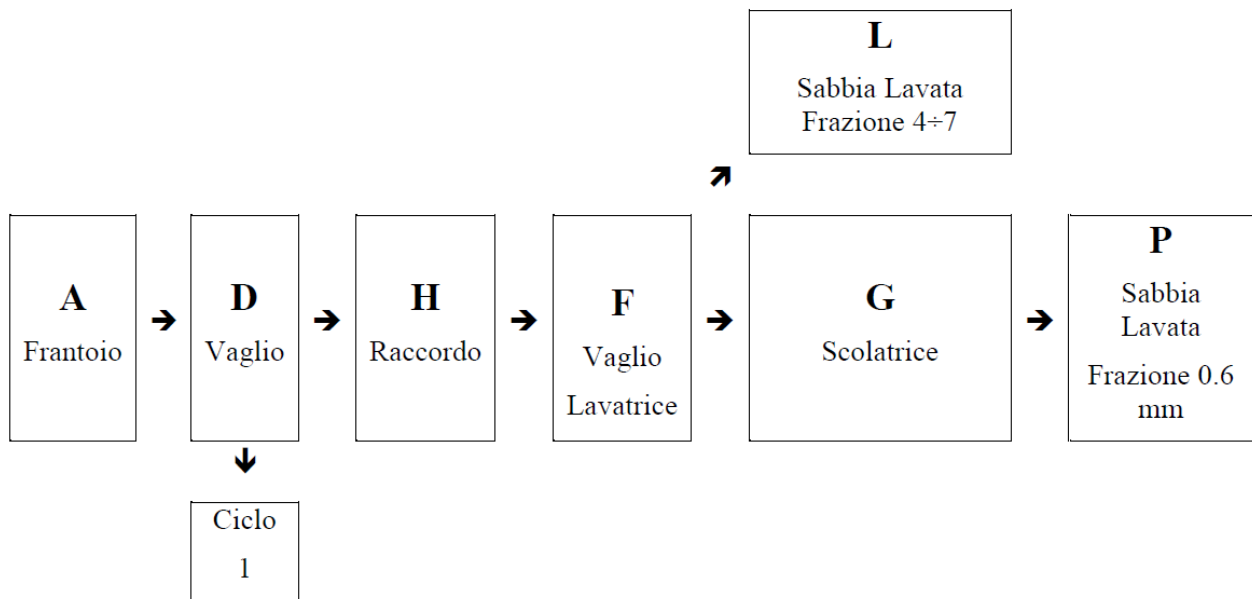 L
Sabbia Lavata
Frazione 4÷7
A
Frantoio
D
Vaglio
H
Raccordo
F
Vaglio
Lavatrice
G
Scolatrice
P
Sabbia
Lavata
Frazione 0.6
mm
Ciclo
1